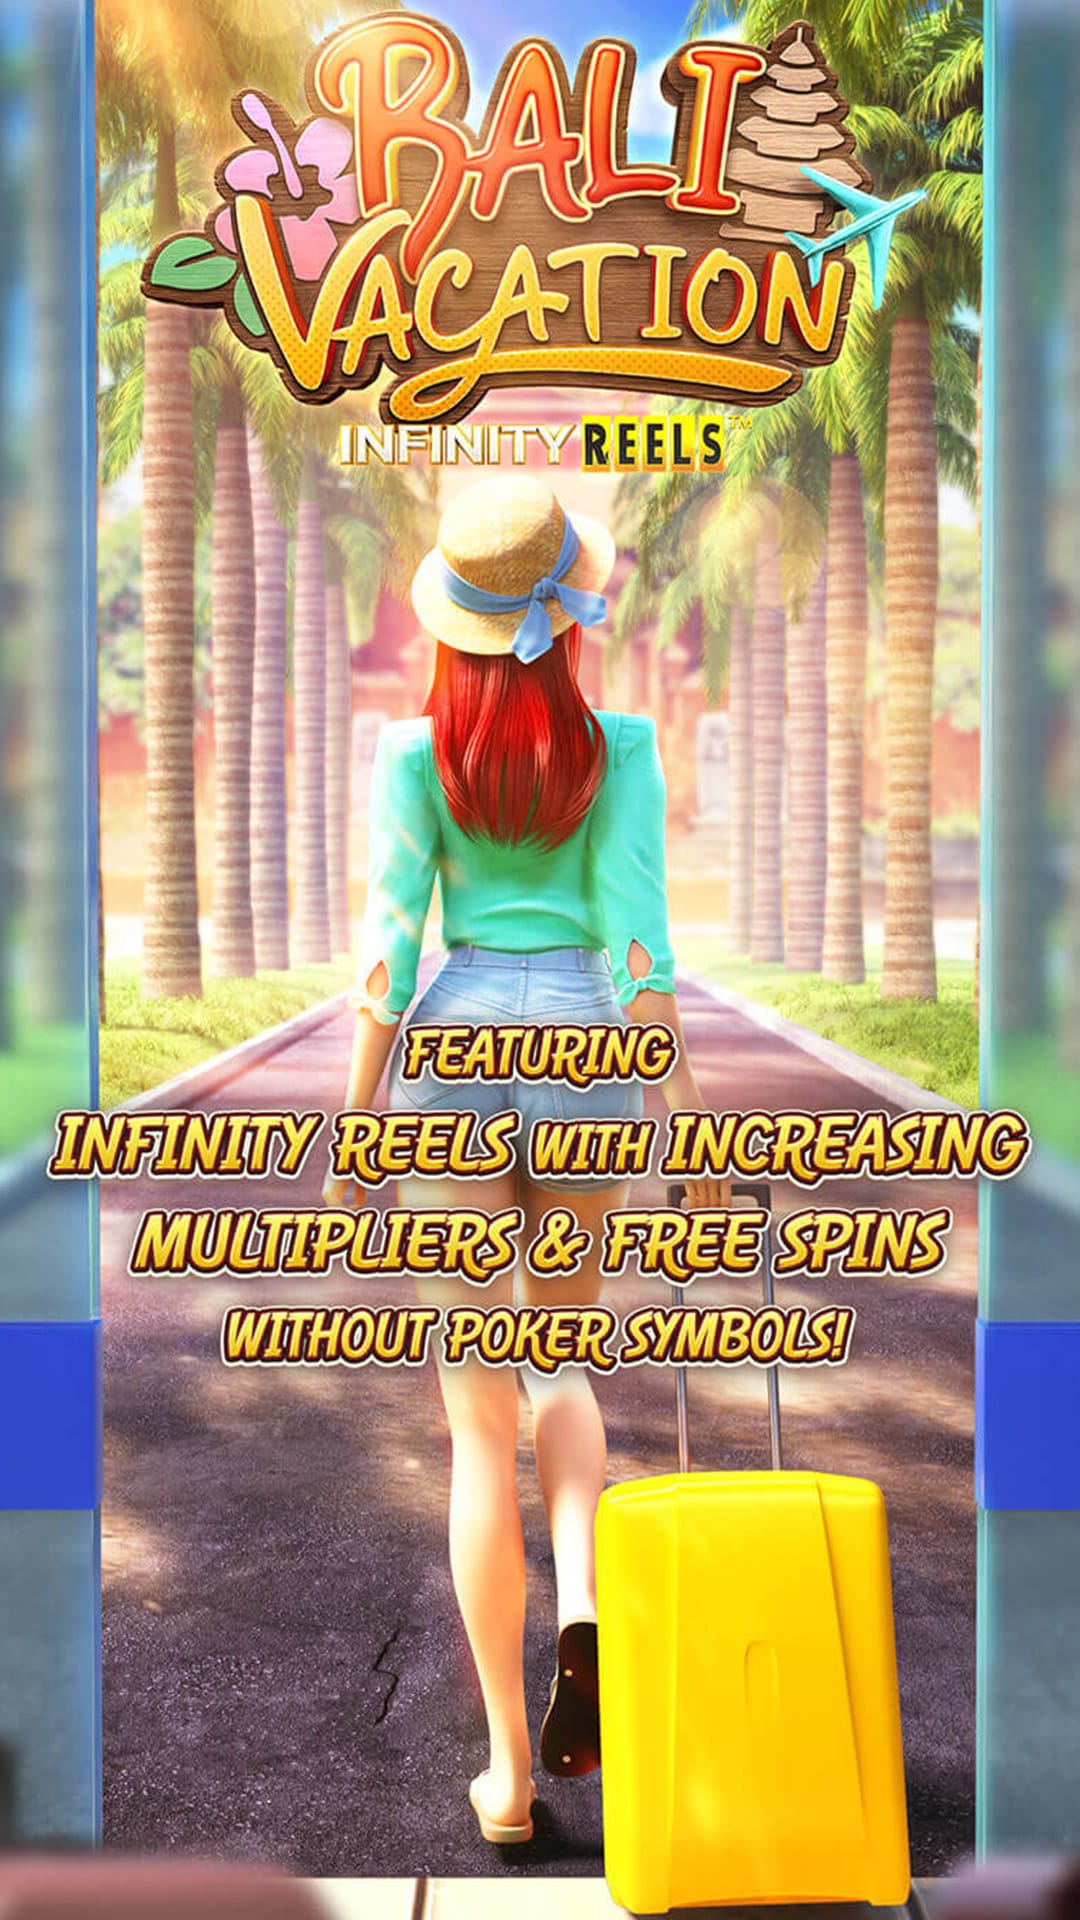 BALI
VACATION
INFINITY REELS™
FEATURING
INFINITY REELS WITH INCREASING
MULTIPLIERS & FREE SPINS
WITHOUT POKER SYMBOLS!